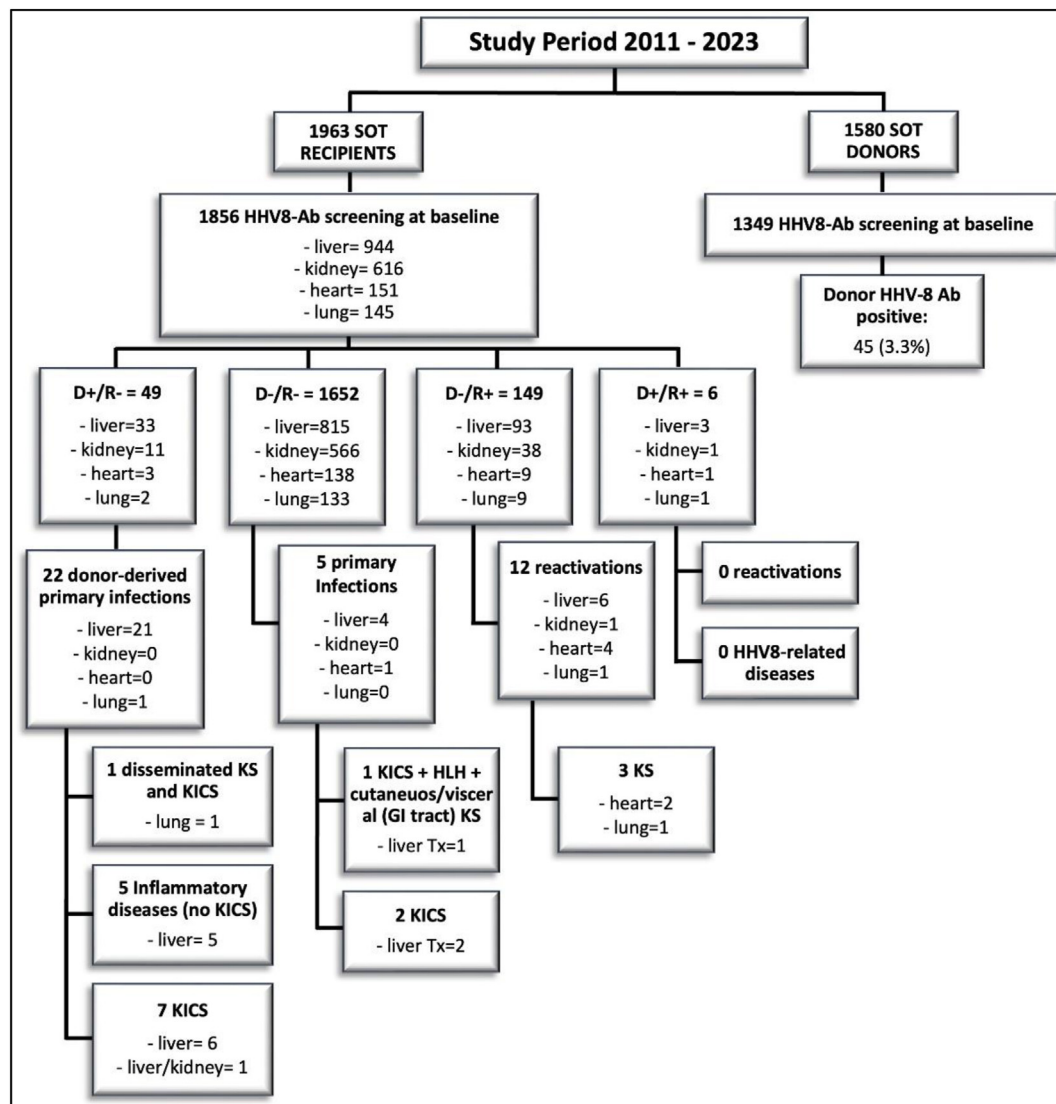 Study Period 2011 - 2023
1963 SOT
RECIPIENTS
1580 SOT
DONORS
1856 HHV8-Ab screening at baseline
- liver= 944
- kidney= 616
- heart= 151
- lung= 145
1349 HHV8-Ab screening at baseline
Donor HHV-8 Ab
positive:
45 (3.3%)
D+/R- = 49
- liver=33
- kidney=11
- heart=3
- lung=2
D-/R- = 1652
- liver=815
- kidney=566
- heart=138
- lung=133
D-/R+ = 149
- liver=93
- kidney=38
- heart=9
- lung=9
D+/R+ = 6
- liver=3
- kidney=1
- heart=1
- lung=1
22 donor-derived
primary infections
- liver=21
- kidney=0
- heart=0
- lung=1
5 primary
Infections
- liver=4
- kidney=0
- heart=1
- lung=0
12 reactivations
- liver=6
- kidney=1
- heart=4
- lung=1
0 reactivations
0 HHV8-related
diseases
1 disseminated KS
and KICS
- lung = 1
1 KICS + HLH +
cutaneuos/viscer
al (GI tract) KS
- liver Tx=1
3 KS
- heart=2
- lung=1
5 Inflammatory
diseases (no KICS)
- liver= 5
2 KICS
- liver Tx=2
7 KICS
- liver= 6
- liver/kidney= 1